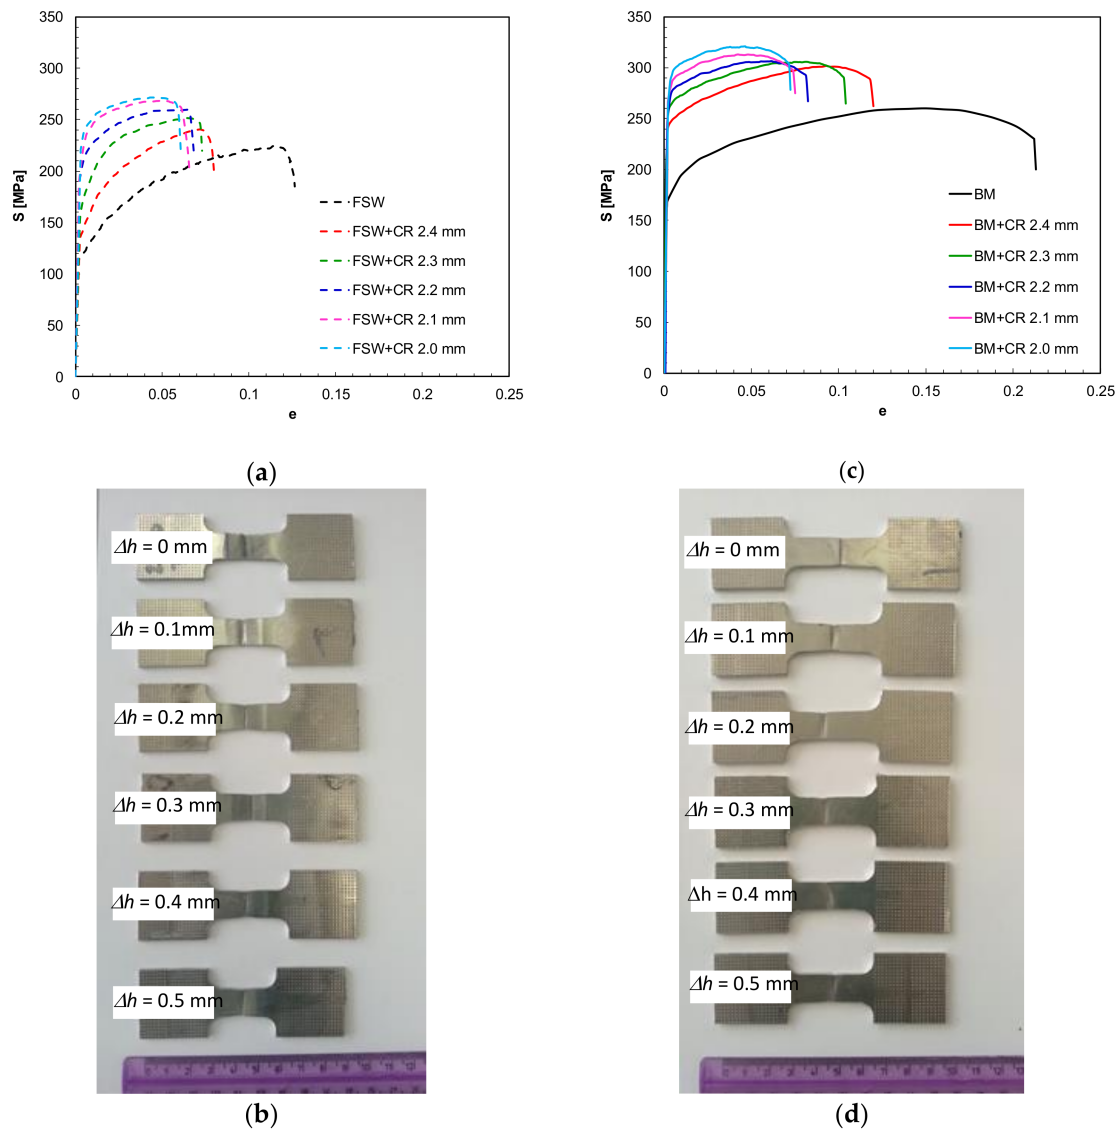 350
300
250
200
150
100
50
0
S [MPa]
0
0.05
0.1
0.15
0.2
0.25
e
FSW
FSW+CR 2.4 mm
FSW+CR 2.3 mm
FSW+CR 2.2 mm
FSW+CR 2.1 mm
FSW+CR 2.0 mm
(a)
350
300
250
200
150
100
50
0
S [MPa]
0
0.05
0.1
0.15
0.2
0.25
e
BM
BM+CR 2.4 mm
BM+CR 2.3 mm
BM+CR 2.2 mm
BM+CR 2.1 mm
BM+CR 2.0 mm
(c)
Δh = 0 mm
Δh = 0.1mm
Δh = 0.2 mm
Δh = 0.3 mm
Δh = 0.4 mm
Δh = 0.5 mm
(b)
Δh = 0 mm
Δh = 0.1 mm
Δh = 0.2 mm
Δh = 0.3 mm
Δh = 0.4 mm
Δh = 0.5 mm
(d)